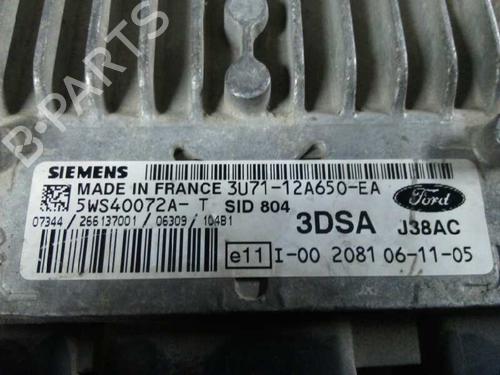 B-PARTS
SIEMENS
MADE IN FRANCE 3U71-12A650-EA
5WS40072A- T SID 804
07344 / 266137001 / 06309 / 10481
3DSA J38AC
Ford
e11 I-00 2081 06-11-05